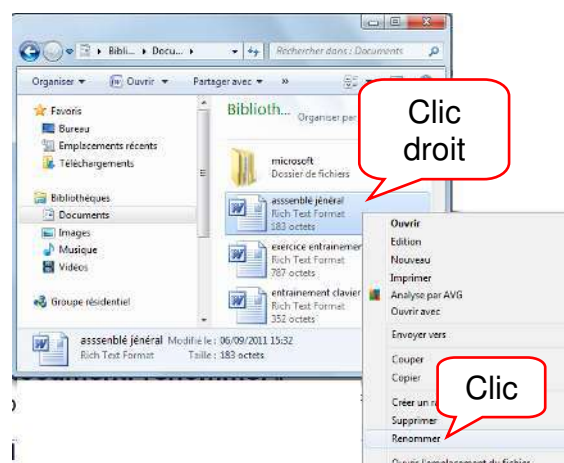 Bibli... ▸ Docu... ▸
Rechercher dans : Documents
Organiser
Ouvrir
Partager avec
»
Favoris
Bureau
Emplacements récents
Téléchargements
Bibliothèques
Documents
Images
Musique
Vidéos
Groupe résidentiel
Biblioth...
Organiser par
microsoft
Dossier de fichiers
asssenblé jénéral
Rich Text Format
183 octets
exercice entrainemer
Rich Text Format
787 octets
entrainement clavier
Rich Text Format
352 octets
asssenblé jénéral Modifié le : 06/09/2011 15:32
Rich Text Format Taille : 183 octets
Clic
droit
Ouvrir
Edition
Nouveau
Imprimer
Analyse par AVG
Ouvrir avec
Envoyer vers
Couper
Copier
Créer un ra
Supprimer
Renommer
Clic